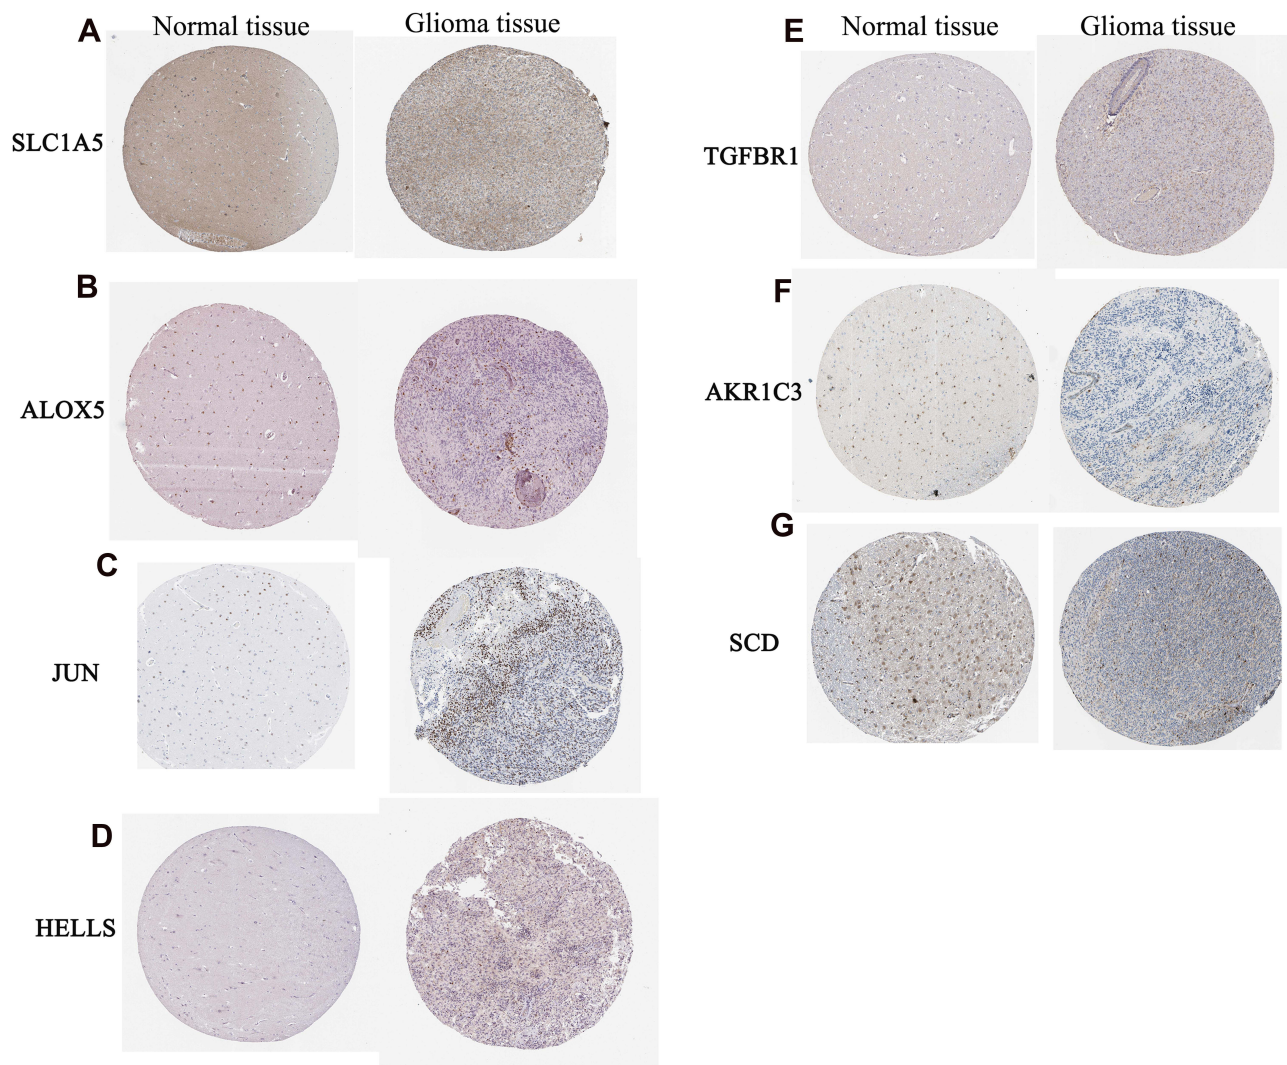 A
Normal tissue
Glioma tissue
SLC1A5
B
ALOX5
C
JUN
D
HELLS
E
Normal tissue
Glioma tissue
TGFBR1
F
AKR1C3
G
SCD